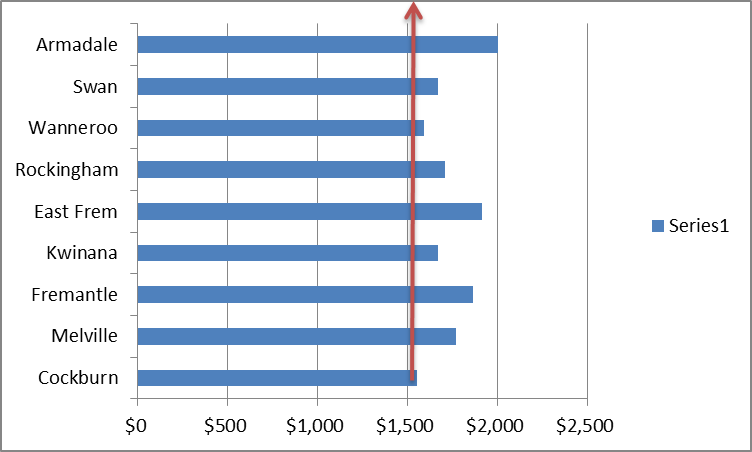 Armadale
Swan
Wanneroo
Rockingham
East Frem
Kwinana
Fremantle
Melville
Cockburn
$0 $500 $1,000 $1,500 $2,000 $2,500
Series1